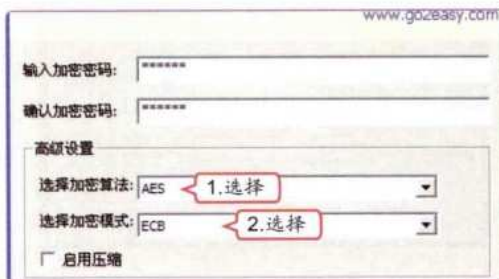 www.go2easy.com
输入加密密码: ******
确认加密密码: ******
高级设置
选择加密算法: AES 1.选择
选择加密模式: ECB 2.选择
启用压缩